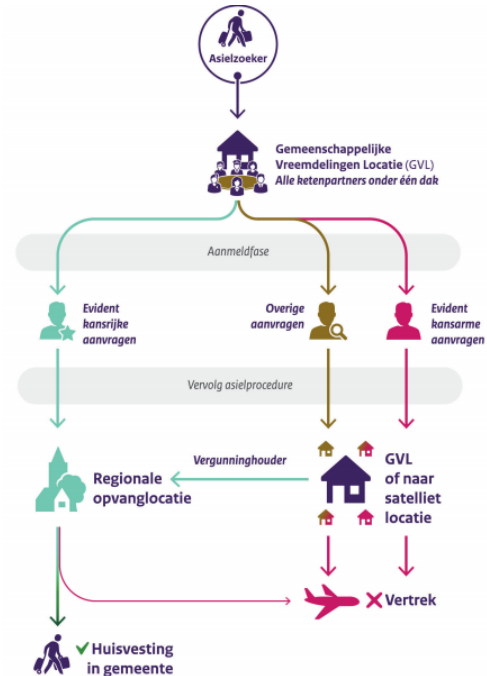 Asielzoeker
Gemeenschappelijke
Vreemdelingen Locatie (GVL)
Alle ketenpartners onder één dak
Aanmeldfase
Evident
kansrijke
aanvragen
Overige
aanvragen
Evident
kansarme
aanvragen
Vervolg asielprocedure
Regionale
opvanglocatie
Vergunninghouder
GVL
of naar
satelliet
locatie
Vertrek
Huisvesting
in gemeente